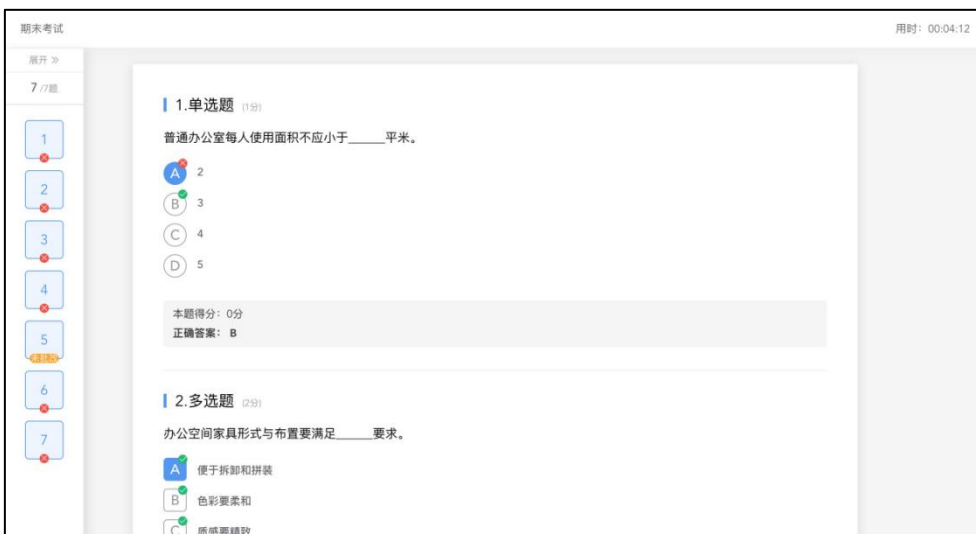 期末考试
用时：00:04:12
展开 »
7 /7题
1
2
3
4
5
未批改
6
7
1.单选题 (1分)
普通办公室每人使用面积不应小于______平米。
A 2
B 3
C 4
D 5
本题得分：0分
正确答案： B
2.多选题 (2分)
办公空间家具形式与布置要满足______要求。
A 便于拆卸和拼装
B 色彩要柔和
C 质感要精致